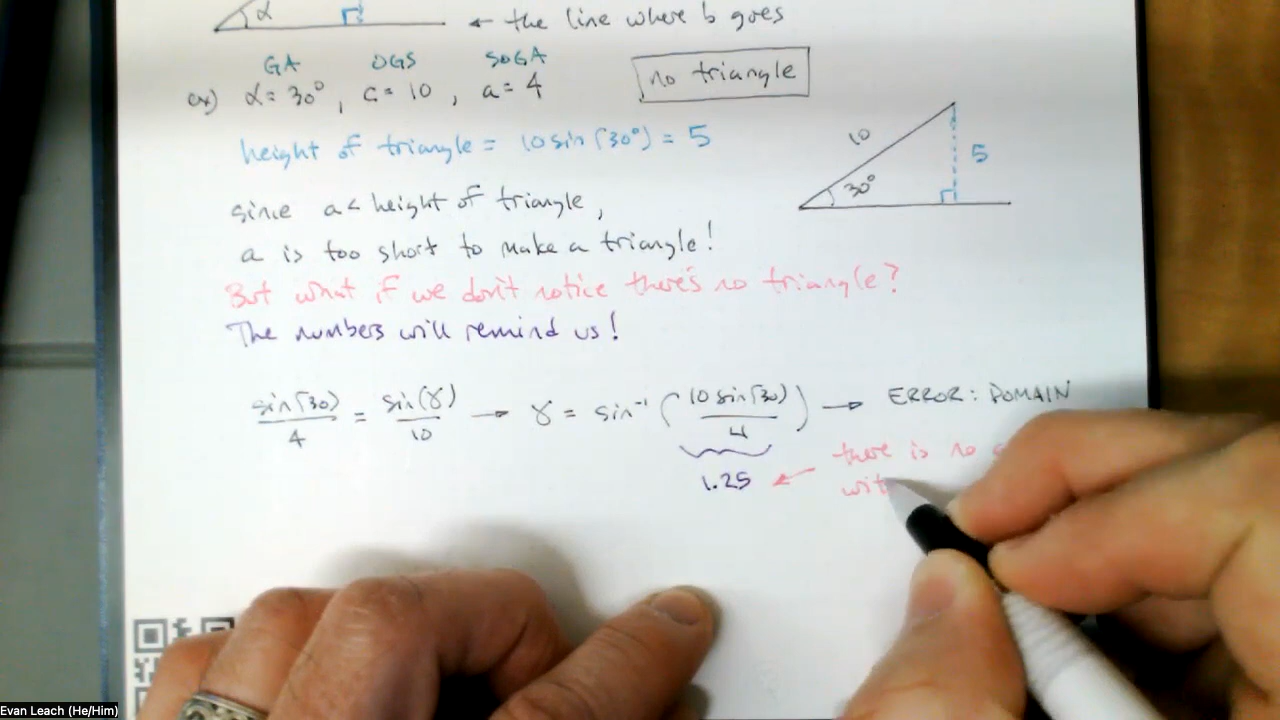 α
← the line where b goes
GA OGS SOGA
ex) α = 30°, c = 10, a = 4
no triangle
height of triangle = 10 sin(30°) = 5
10
5
30°
since a < height of triangle,
a is too short to make a triangle!
But what if we don't notice there's no triangle?
The numbers will remind us!
sin(30)/4 = sin(γ)/10 → γ = sin⁻¹(10 sin(30)/4) → ERROR: DOMAIN
1.25 ← there is no
wit
Evan Leach (He/Him)